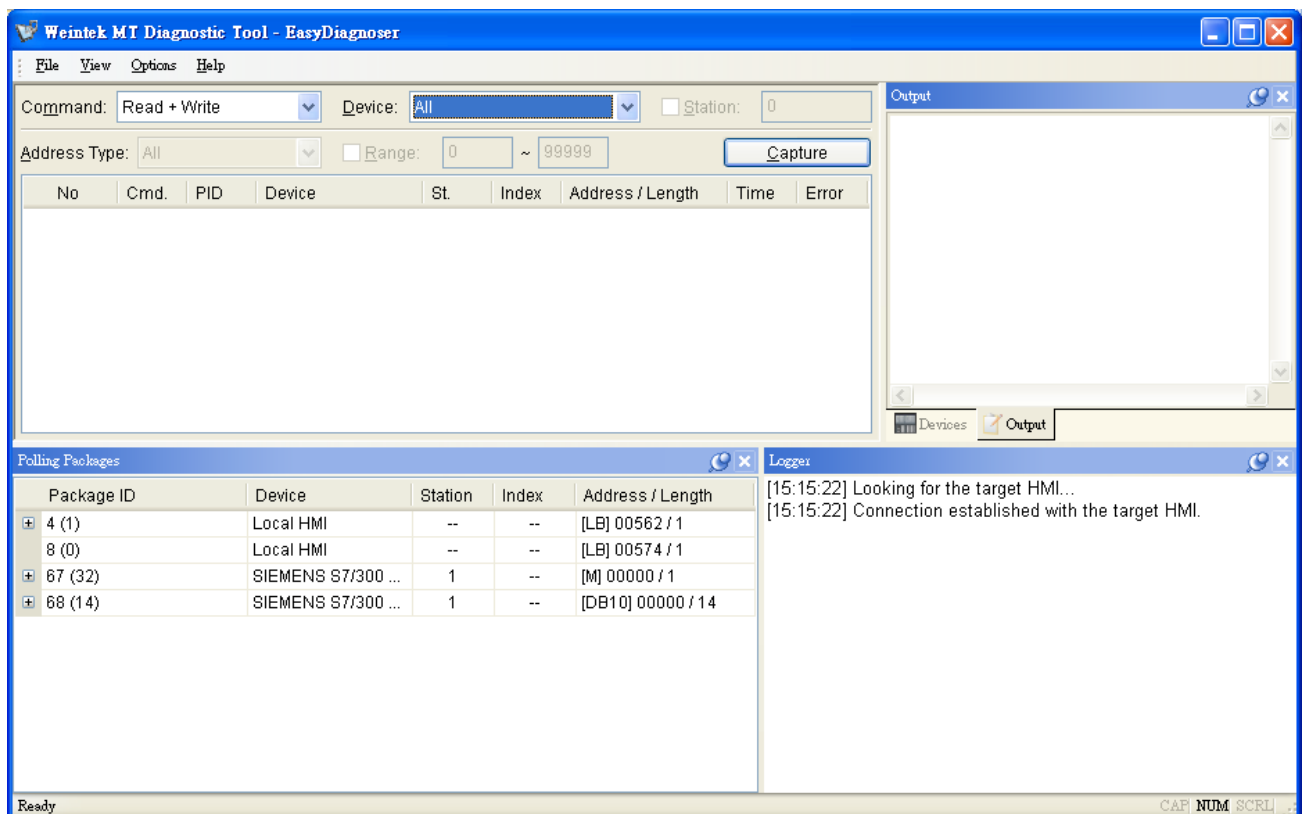 Weintek MT Diagnostic Tool - EasyDiagnoser
File View Options Help
Command: Read + Write Device: All Station: 0
Address Type: All Range: 0 ~ 99999 Capture
No Cmd. PID Device St. Index Address / Length Time Error
Output
Devices Output
Polling Packages
Package ID Device Station Index Address / Length
4 (1) Local HMI -- -- [LB] 00562 / 1
8 (0) Local HMI -- -- [LB] 00574 / 1
67 (32) SIEMENS S7/300 ... 1 -- [M] 00000 / 1
68 (14) SIEMENS S7/300 ... 1 -- [DB10] 00000 / 14
Logger
[15:15:22] Looking for the target HMI...
[15:15:22] Connection established with the target HMI.
Ready CAP NUM SCRL